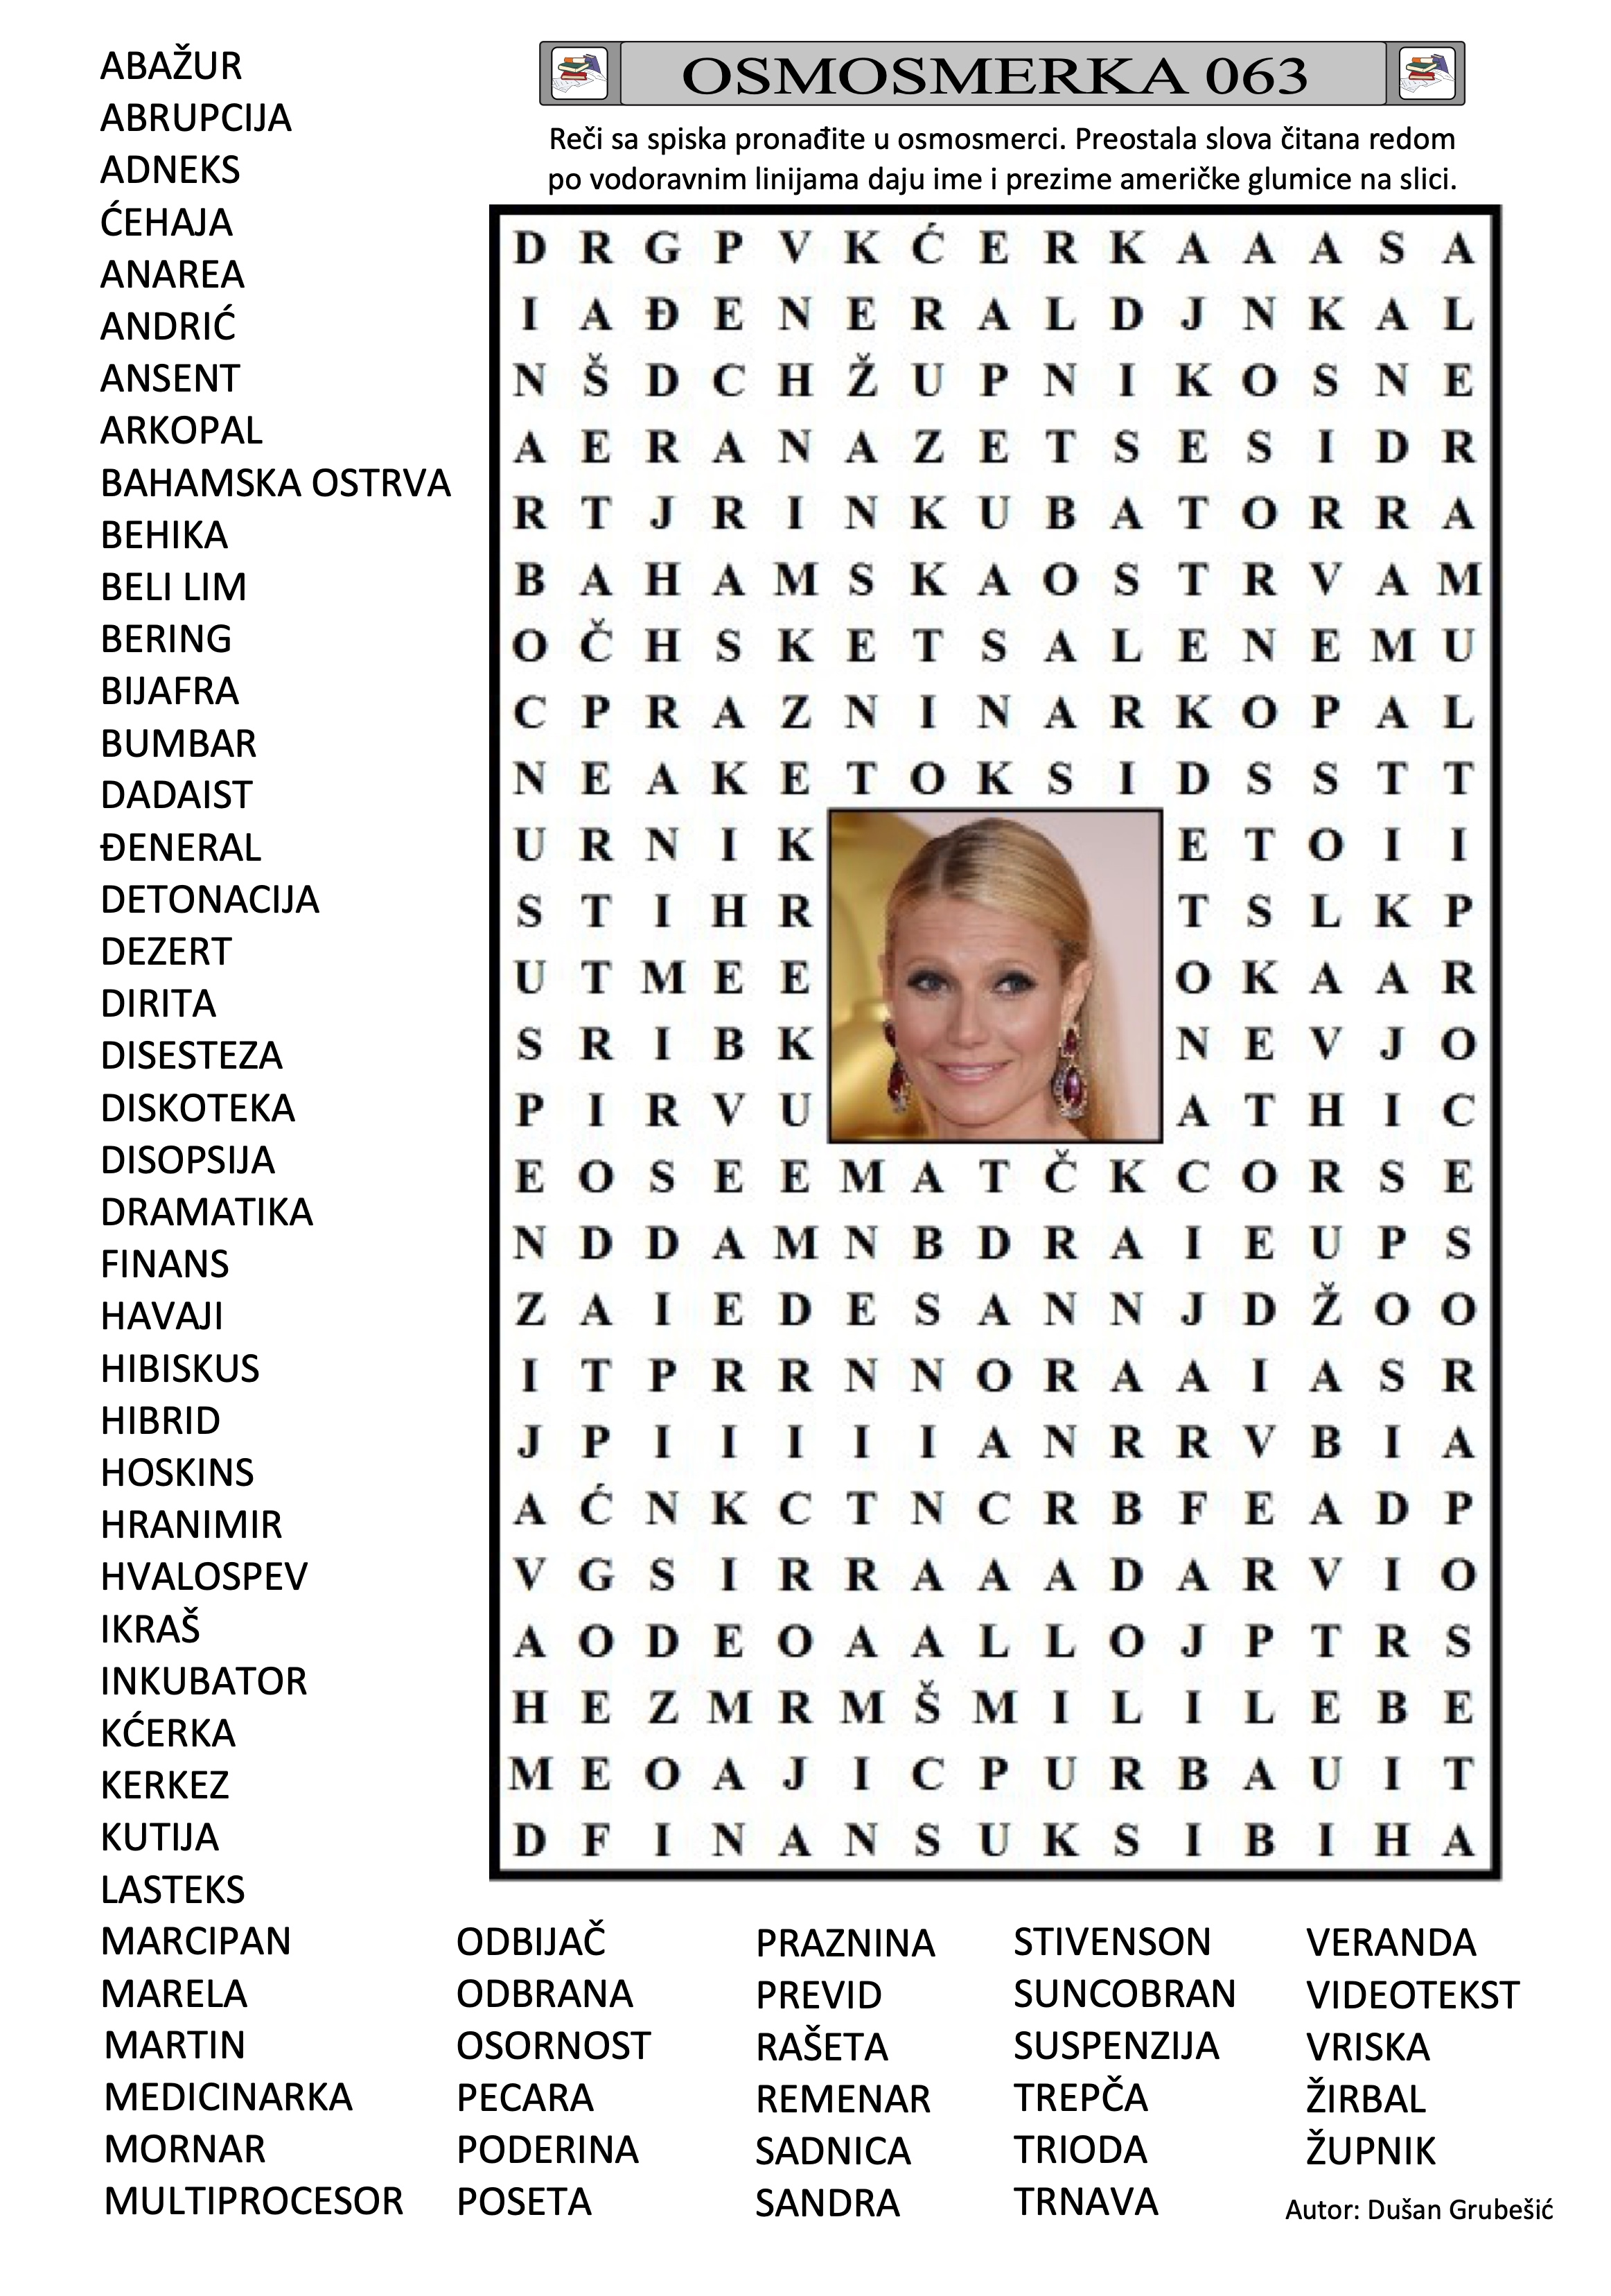 OSMOSMERKA 063
Reči sa spiska pronađite u osmosmerci. Preostala slova čitana redom
po vodoravnim linijama daju ime i prezime američke glumice na slici.
ABAŽUR
ABRUPCIJA
ADNEKS
ĆEHAJA
ANAREA
ANDRIĆ
ANSENT
ARKOPAL
BAHAMSKA OSTRVA
BEHIKA
BELI LIM
BERING
BIJAFRA
BUMBAR
DADAIST
ĐENERAL
DETONACIJA
DEZERT
DIRITA
DISESTEZA
DISKOTEKA
DISOPSIJA
DRAMATIKA
FINANS
HAVAJI
HIBISKUS
HIBRID
HOSKINS
HRANIMIR
HVALOSPEV
IKRAŠ
INKUBATOR
KĆERKA
KERKEZ
KUTIJA
LASTEKS
MARCIPAN
MARELA
MARTIN
MEDICINARKA
MORNAR
MULTIPROCESOR
D R G P V K Ć E R K A A A S A
I A Đ E N E R A L D J N K A L
N Š D C H Ž U P N I K O S N E
A E R A N A Z E T S E S I D R
R T J R I N K U B A T O R R A
B A H A M S K A O S T R V A M
O Č H S K E T S A L E N E M U
C P R A Z N I N A R K O P A L
N E A K E T O K S I D S S T T
U R N I K E T O I I
S T I H R T S L K P
U T M E E O K A A R
S R I B K N E V J O
P I R V U A T H I C
E O S E E M A T Č K C O R S E
N D D A M N B D R A I E U P S
Z A I E D E S A N N J D Ž O O
I T P R R N N O R A A I A S R
J P I I I I I A N R R V B I A
A Ć N K C T N C R B F E A D P
V G S I R R A A A D A R V I O
A O D E O A A L L O J P T R S
H E Z M R M Š M I L I L E B E
M E O A J I C P U R B A U I T
D F I N A N S U K S I B I H A
ODBIJAČ
ODBRANA
OSORNOST
PECARA
PODERINA
POSETA
PRAZNINA
PREVID
RAŠETA
REMENAR
SADNICA
SANDRA
STIVENSON
SUNCOBRAN
SUSPENZIJA
TREPČA
TRIODA
TRNAVA
VERANDA
VIDEOTEKST
VRISKA
ŽIRBAL
ŽUPNIK
Autor: Dušan Grubešić